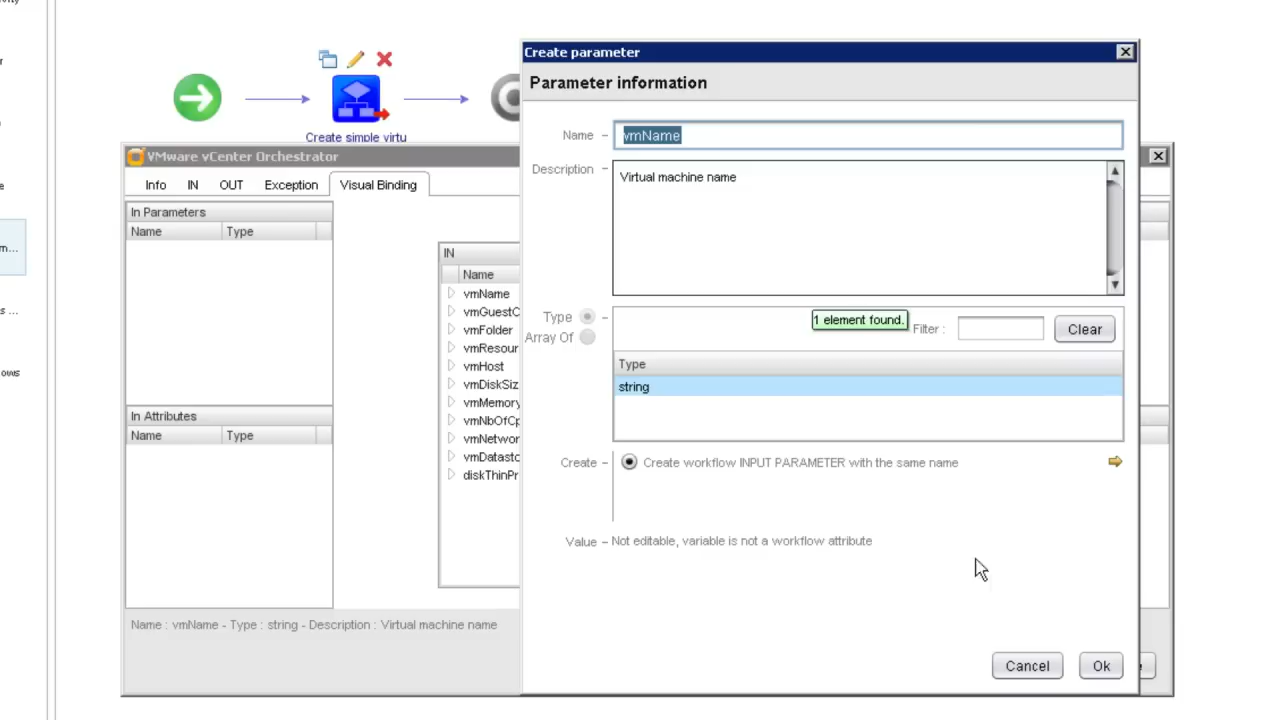 Create parameter
Parameter information
Name
vmName
Description
Virtual machine name
Create simple virtu
VMware vCenter Orchestrator
Info IN OUT Exception Visual Binding
In Parameters
Name Type
IN
Name
vmName
vmGuestC
vmFolder
vmResour
vmHost
vmDiskSiz
vmMemory
vmNbOfCp
vmNetwor
vmDatasto
diskThinPr
Type
Array Of
1 element found.
Filter :
Clear
Type
string
In Attributes
Name Type
Create
Create workflow INPUT PARAMETER with the same name
Value
Not editable, variable is not a workflow attribute
Name : vmName - Type : string - Description : Virtual machine name
Cancel Ok
m...
s ...
ows